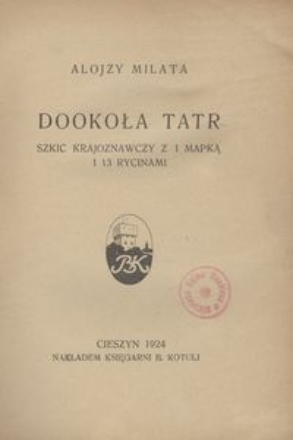 ALOJZY MILATA
DOOKOŁA TATR
SZKIC KRAJOZNAWCZY Z 1 MAPKĄ
I 13 RYCINAMI
BK
CIESZYN 1924
NAKŁADEM KSIĘGARNI B. KOTULI